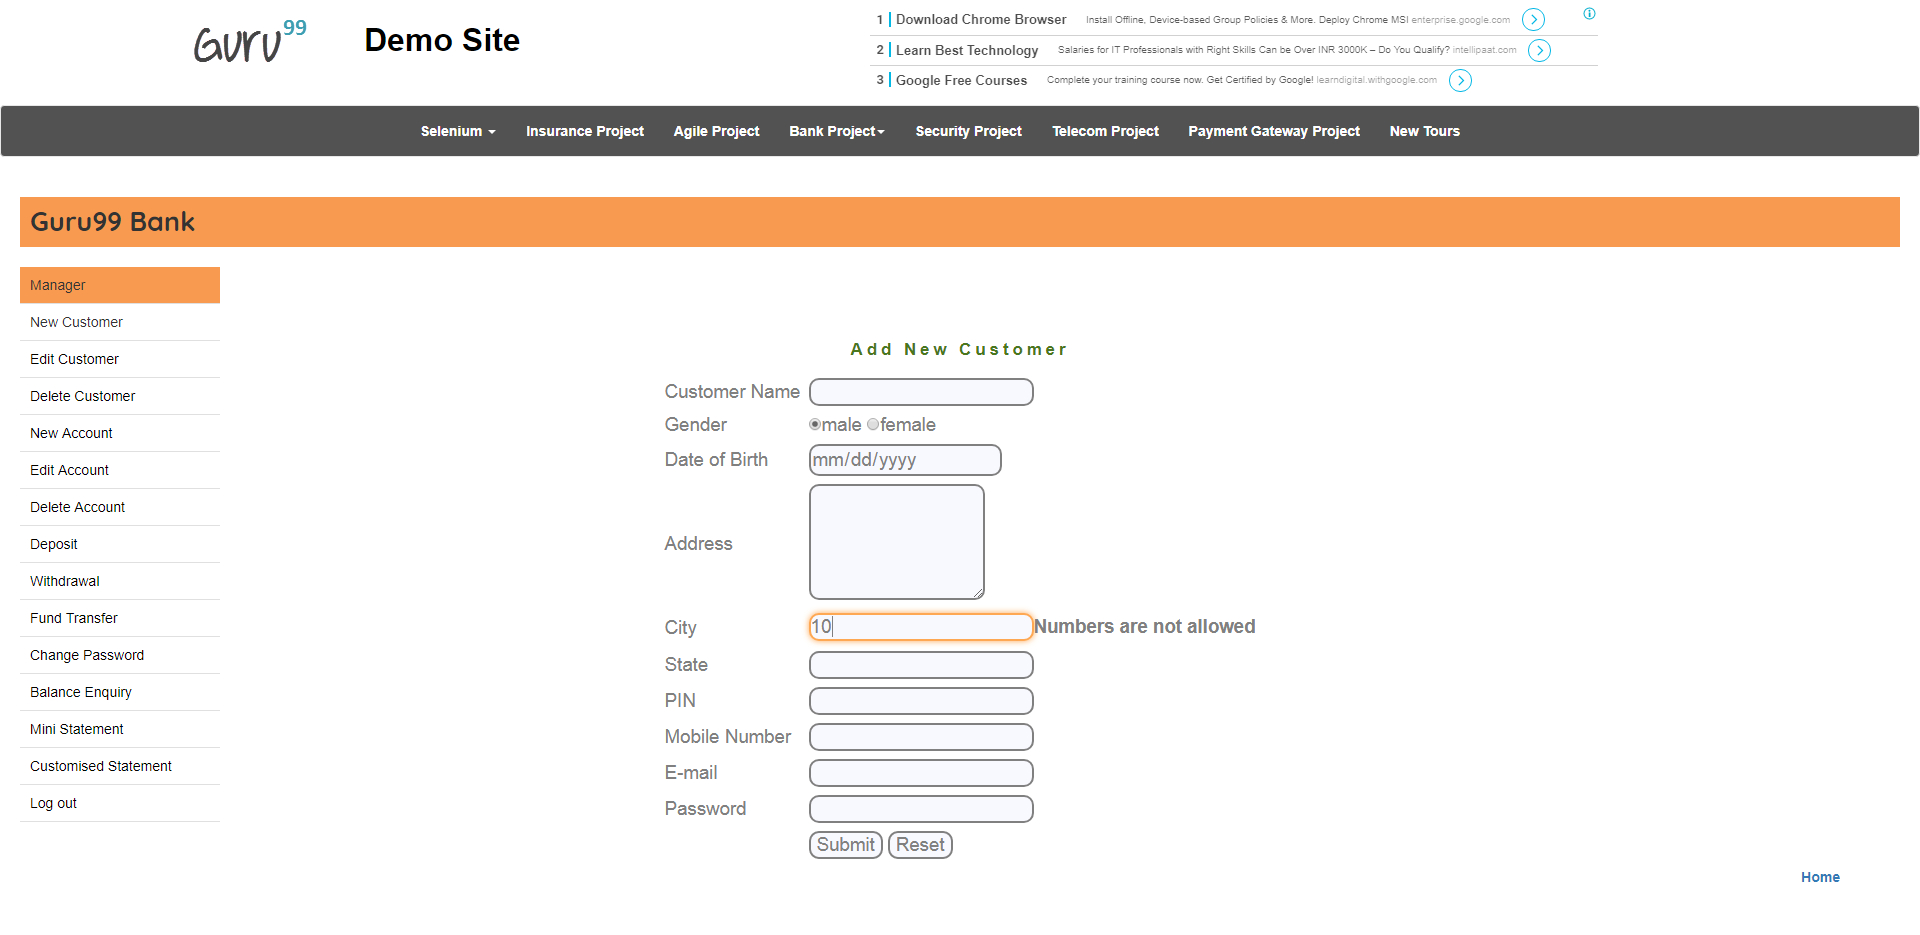 Guru99
Demo Site
1 Download Chrome Browser Install Offline, Device-based Group Policies & More. Deploy Chrome MSI enterprise.google.com
2 Learn Best Technology Salaries for IT Professionals with Right Skills Can be Over INR 3000K – Do You Qualify? intellipaat.com
3 Google Free Courses Complete your training course now. Get Certified by Google! learndigital.withgoogle.com
Selenium Insurance Project Agile Project Bank Project Security Project Telecom Project Payment Gateway Project New Tours
Guru99 Bank
Manager
New Customer
Edit Customer
Delete Customer
New Account
Edit Account
Delete Account
Deposit
Withdrawal
Fund Transfer
Change Password
Balance Enquiry
Mini Statement
Customised Statement
Log out
Add New Customer
Customer Name
Gender male female
Date of Birth mm/dd/yyyy
Address
City 10 Numbers are not allowed
State
PIN
Mobile Number
E-mail
Password
Submit Reset
Home